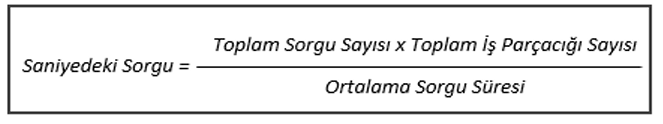 Saniyedeki Sorgu = Toplam Sorgu Sayısı x Toplam İş Parçacığı Sayısı
Ortalama Sorgu Süresi